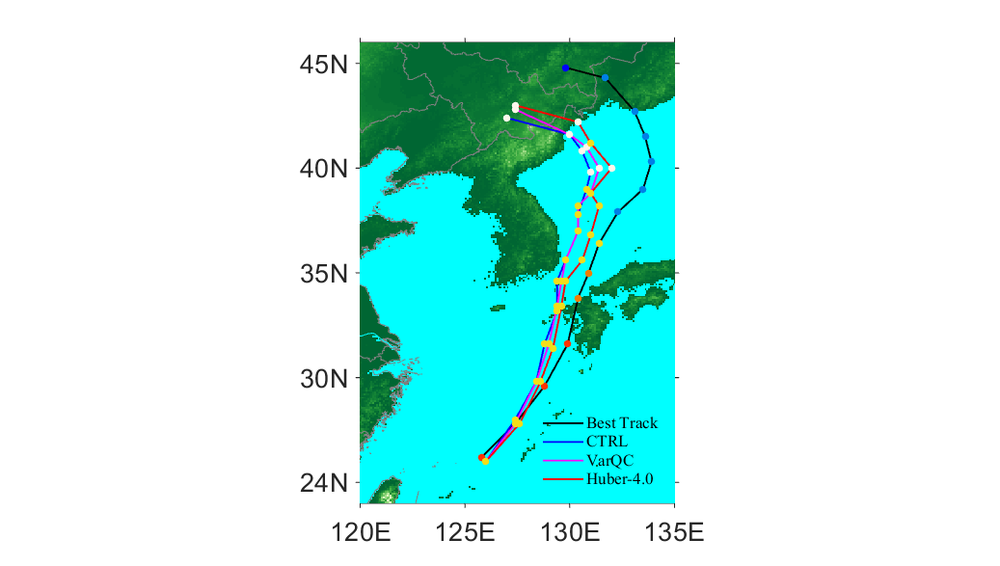 45N
40N
35N
30N
24N
Best Track
CTRL
VarQC
Huber-4.0
120E 125E 130E 135E